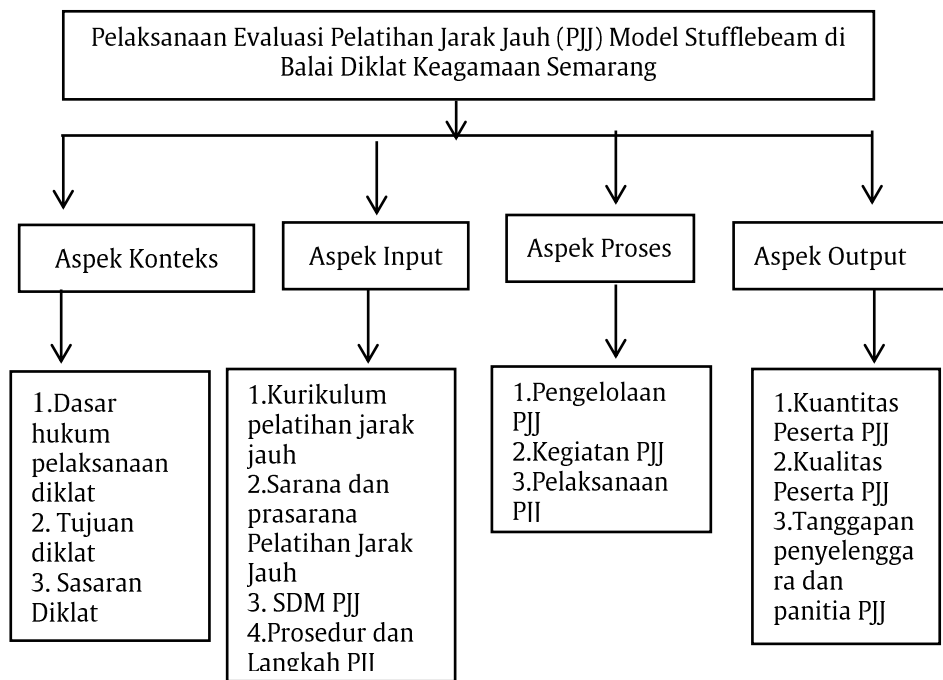 Pelaksanaan Evaluasi Pelatihan Jarak Jauh (PJJ) Model Stufflebeam di
Balai Diklat Keagamaan Semarang
Aspek Konteks
Aspek Input
Aspek Proses
Aspek Output
1.Dasar
hukum
pelaksanaan
diklat
2. Tujuan
diklat
3. Sasaran
Diklat
1.Kurikulum
pelatihan jarak
jauh
2.Sarana dan
prasarana
Pelatihan Jarak
Jauh
3. SDM PJJ
4.Prosedur dan
Langkah PJJ
1.Pengelolaan
PJJ
2.Kegiatan PJJ
3.Pelaksanaan
PJJ
1.Kuantitas
Peserta PJJ
2.Kualitas
Peserta PJJ
3.Tanggapan
penyelengga
ra dan
panitia PJJ